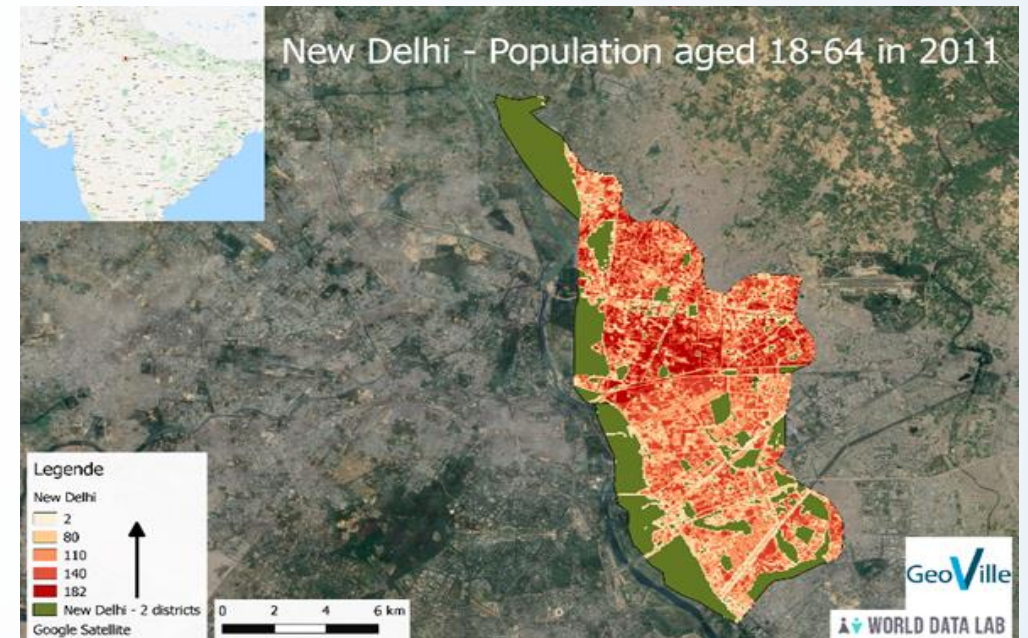 New Delhi - Population aged 18-64 in 2011
Legende
New Delhi
2
80
110
140
182
New Delhi - 2 districts
Google Satellite
0 2 4 6 km
GeoVille
WORLD DATA LAB